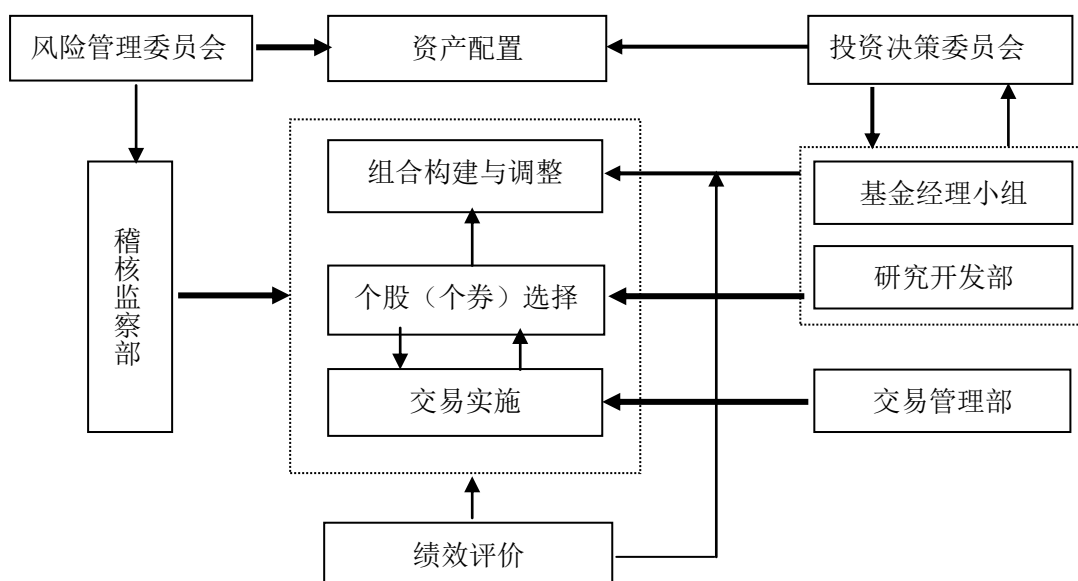 风险管理委员会
资产配置
投资决策委员会
组合构建与调整
基金经理小组
稽核监察部
个股（个券）选择
研究开发部
交易实施
交易管理部
绩效评价